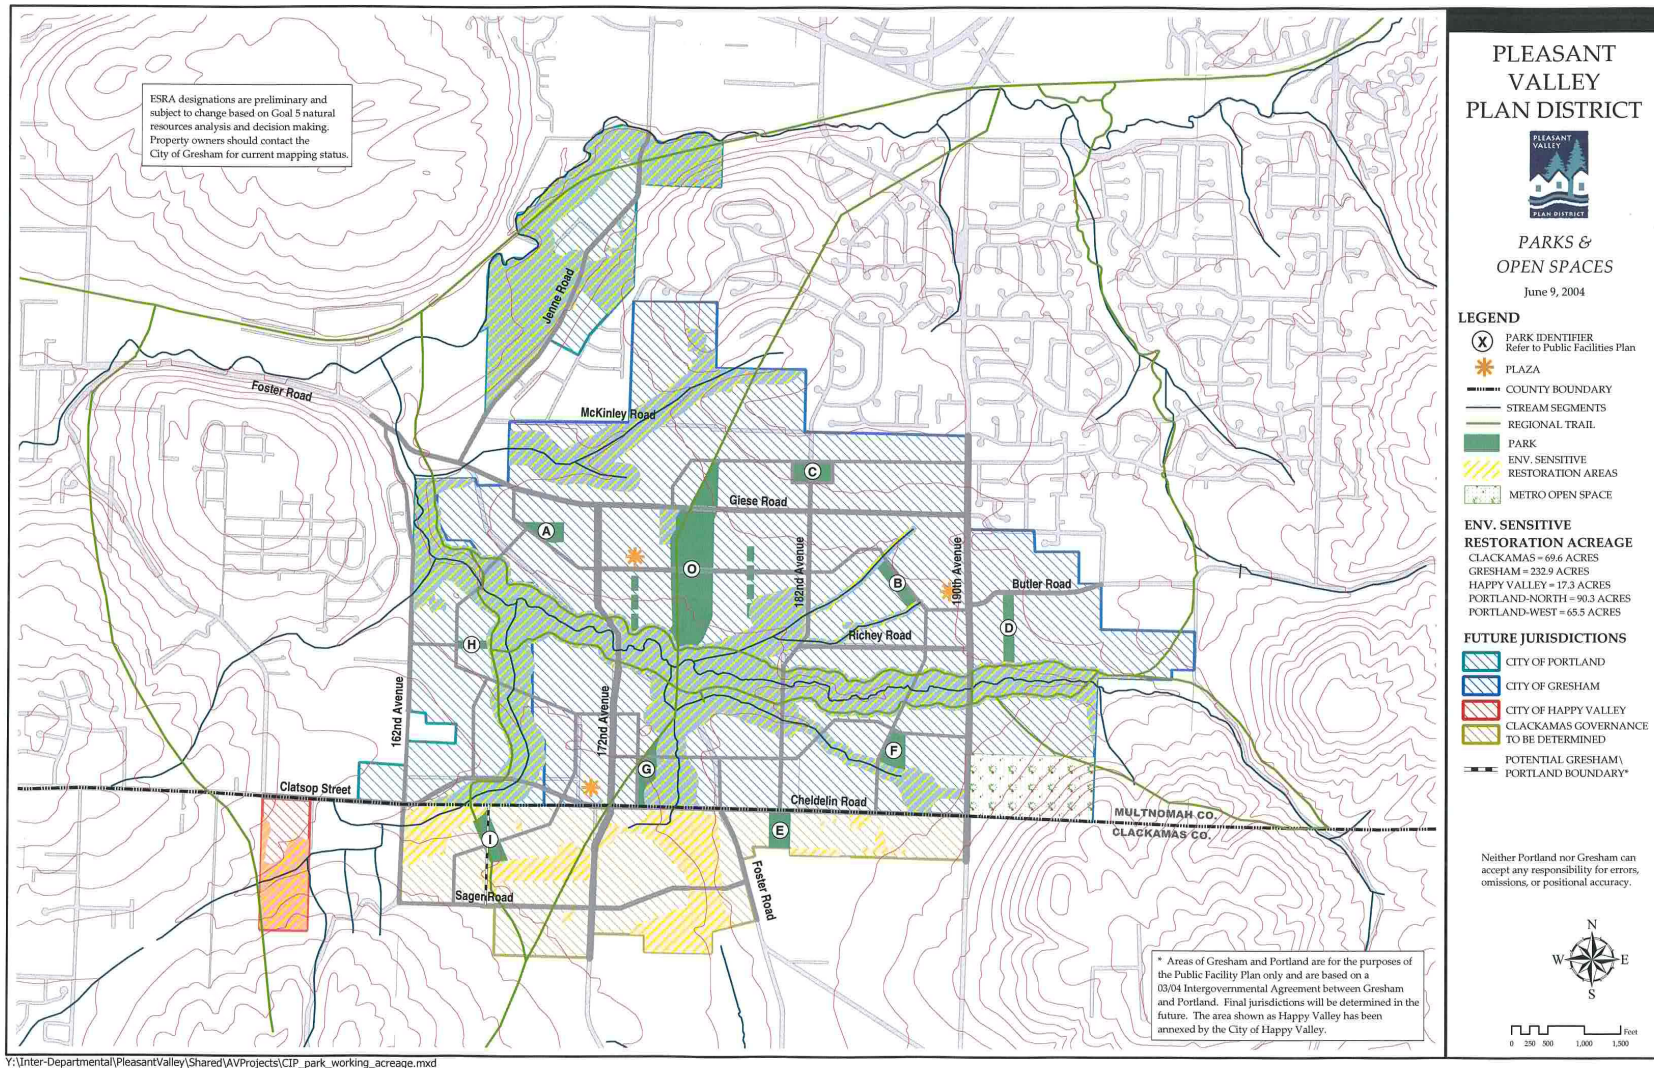 ESRA designations are preliminary and
subject to change based on Goal 5 natural
resources analysis and decision making.
Property owners should contact the
City of Gresham for current mapping status.
Jenne Road
Foster Road
McKinley Road
C
Giese Road
A
O
182nd Avenue
B
190th Avenue
Butler Road
D
Richey Road
H
162nd Avenue
172nd Avenue
F
G
Clatsop Street
Cheldelin Road
MULTNOMAH CO.
CLACKAMAS CO.
E
I
Sager Road
Foster Road
* Areas of Gresham and Portland are for the purposes of
the Public Facility Plan only and are based on a
03/04 Intergovernmental Agreement between Gresham
and Portland. Final jurisdictions will be determined in the
future. The area shown as Happy Valley has been
annexed by the City of Happy Valley.
PLEASANT
VALLEY
PLAN DISTRICT
PLEASANT
VALLEY
PLAN DISTRICT
PARKS &
OPEN SPACES
June 9, 2004
LEGEND
X
PARK IDENTIFIER
Refer to Public Facilities Plan
PLAZA
COUNTY BOUNDARY
STREAM SEGMENTS
REGIONAL TRAIL
PARK
ENV. SENSITIVE
RESTORATION AREAS
METRO OPEN SPACE
ENV. SENSITIVE
RESTORATION ACREAGE
CLACKAMAS = 69.6 ACRES
GRESHAM = 232.9 ACRES
HAPPY VALLEY = 17.3 ACRES
PORTLAND-NORTH = 90.3 ACRES
PORTLAND-WEST = 65.5 ACRES
FUTURE JURISDICTIONS
CITY OF PORTLAND
CITY OF GRESHAM
CITY OF HAPPY VALLEY
CLACKAMAS GOVERNANCE
TO BE DETERMINED
POTENTIAL GRESHAM\
PORTLAND BOUNDARY*
Neither Portland nor Gresham can
accept any responsibility for errors,
omissions, or positional accuracy.
N
W E
S
Feet
0 250 500 1,000 1,500
Y:\Inter-Departmental\PleasantValley\Shared\AVProjects\CIP_park_working_acreage.mxd